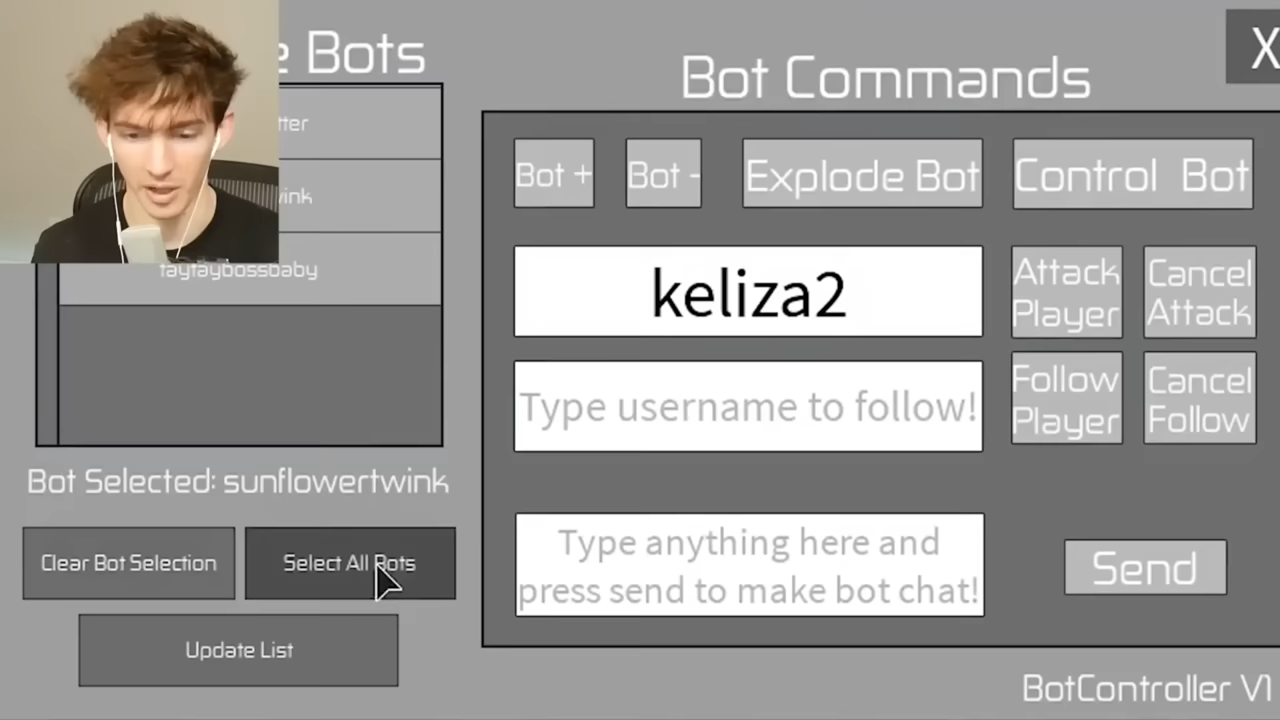 Bots
Bot Commands
X
Bot +
Bot -
Explode Bot
Control Bot
keliza2
Attack
Player
Cancel
Attack
Type username to follow!
Follow
Player
Cancel
Follow
taytaybossbaby
Bot Selected: sunflowertwink
Clear Bot Selection
Select All Bots
Update List
Type anything here and
press send to make bot chat!
Send
BotController V1